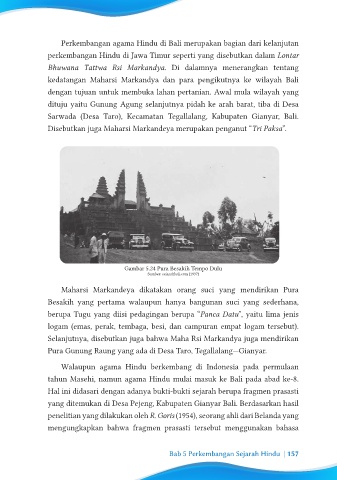 Perkembangan agama Hindu di Bali merupakan bagian dari kelanjutan
perkembangan Hindu di Jawa Timur seperti yang disebutkan dalam Lontar
Bhuwana Tattwa Rsi Markandya. Di dalamnya menerangkan tentang
kedatangan Maharsi Markandya dan para pengikutnya ke wilayah Bali
dengan tujuan untuk membuka lahan pertanian. Awal mula wilayah yang
dituju yaitu Gunung Agung selanjutnya pidah ke arah barat, tiba di Desa
Sarwada (Desa Taro), Kecamatan Tegallalang, Kabupaten Gianyar, Bali.
Disebutkan juga Maharsi Markandeya merupakan penganut “Tri Paksa”.
Gambar 5.24 Pura Besakih Tempo Dulu
Maharsi Markandeya dikatakan orang suci yang mendirikan Pura
Besakih yang pertama walaupun hanya bangunan suci yang sederhana,
berupa Tugu yang diisi pedagingan berupa “Panca Datu”, yaitu lima jenis
logam (emas, perak, tembaga, besi, dan campuran empat logam tersebut).
Selanjutnya, disebutkan juga bahwa Maha Rsi Markandya juga mendirikan
Pura Gunung Raung yang ada di Desa Taro, Tegallalang—Gianyar.
Walaupun agama Hindu berkembang di Indonesia pada permulaan
tahun Masehi, namun agama Hindu mulai masuk ke Bali pada abad ke-8.
Hal ini didasari dengan adanya bukti-bukti sejarah berupa fragmen prasasti
yang ditemukan di Desa Pejeng, Kabupaten Gianyar Bali. Berdasarkan hasil
penelitian yang dilakukan oleh R. Goris (1954), seorang ahli dari Belanda yang
mengungkapkan bahwa fragmen prasasti tersebut menggunakan bahasa
Bab 5 Perkembangan Sejarah Hindu | 157